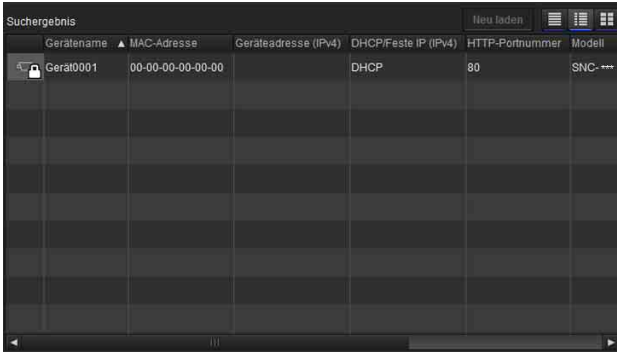 Suchergebnis Neu laden
Gerätename ▲ MAC-Adresse Geräteadresse (IPv4) DHCP/Feste IP (IPv4) HTTP-Portnummer Modell
Gerät0001 00-00-00-00-00-00 DHCP 80 SNC-***